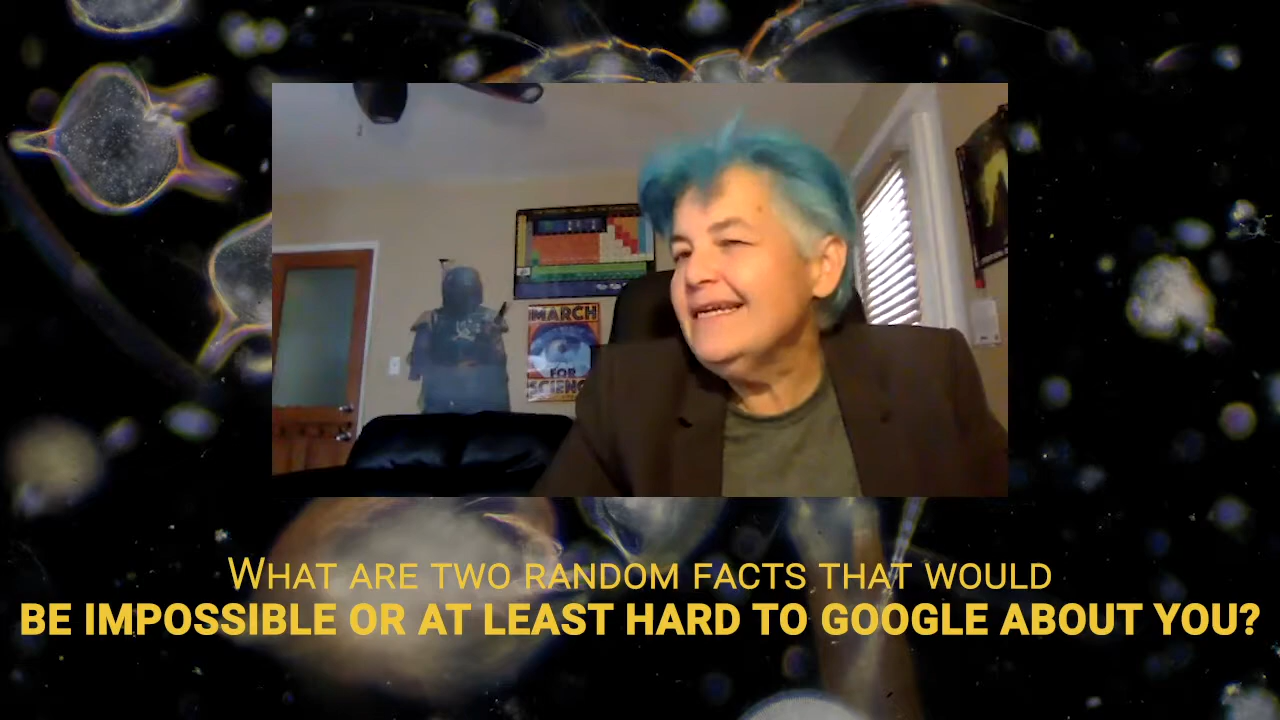 MARCH
FOR
SCIENC
What are two random facts that would
BE IMPOSSIBLE OR AT LEAST HARD TO GOOGLE ABOUT YOU?